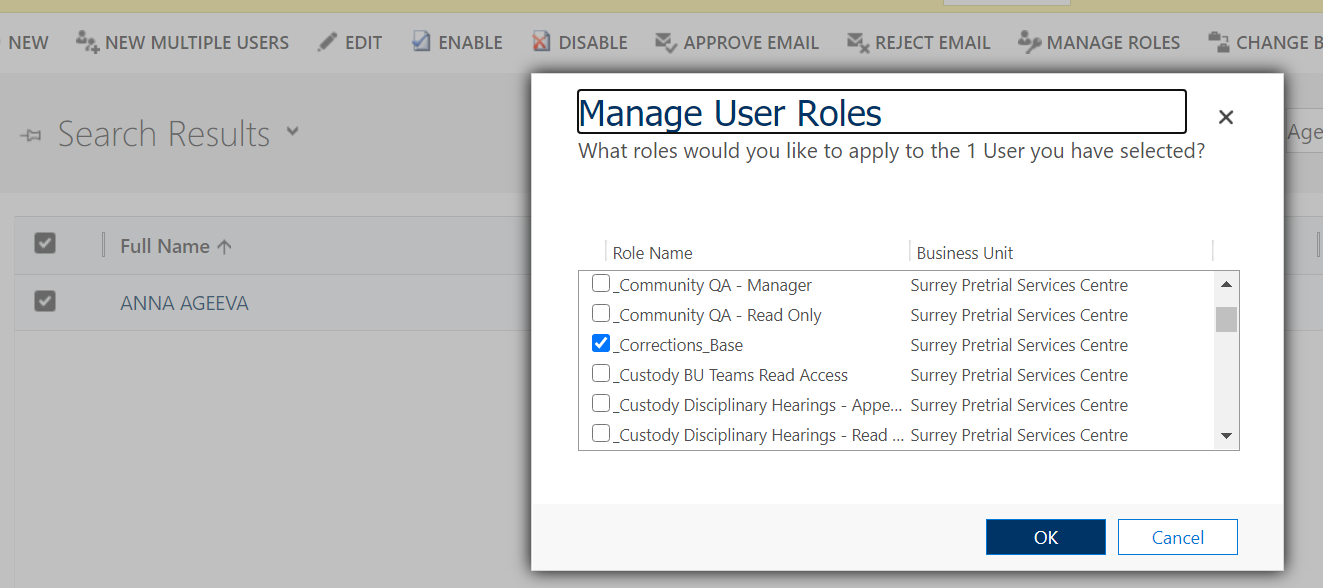 NEW NEW MULTIPLE USERS EDIT ENABLE DISABLE APPROVE EMAIL REJECT EMAIL MANAGE ROLES CHANGE B
Search Results
Age
Full Name ↑
ANNA AGEEVA
Manage User Roles
What roles would you like to apply to the 1 User you have selected?
Role Name Business Unit
_Community QA - Manager Surrey Pretrial Services Centre
_Community QA - Read Only Surrey Pretrial Services Centre
_Corrections_Base Surrey Pretrial Services Centre
_Custody BU Teams Read Access Surrey Pretrial Services Centre
_Custody Disciplinary Hearings - Appe... Surrey Pretrial Services Centre
_Custody Disciplinary Hearings - Read ... Surrey Pretrial Services Centre
OK Cancel